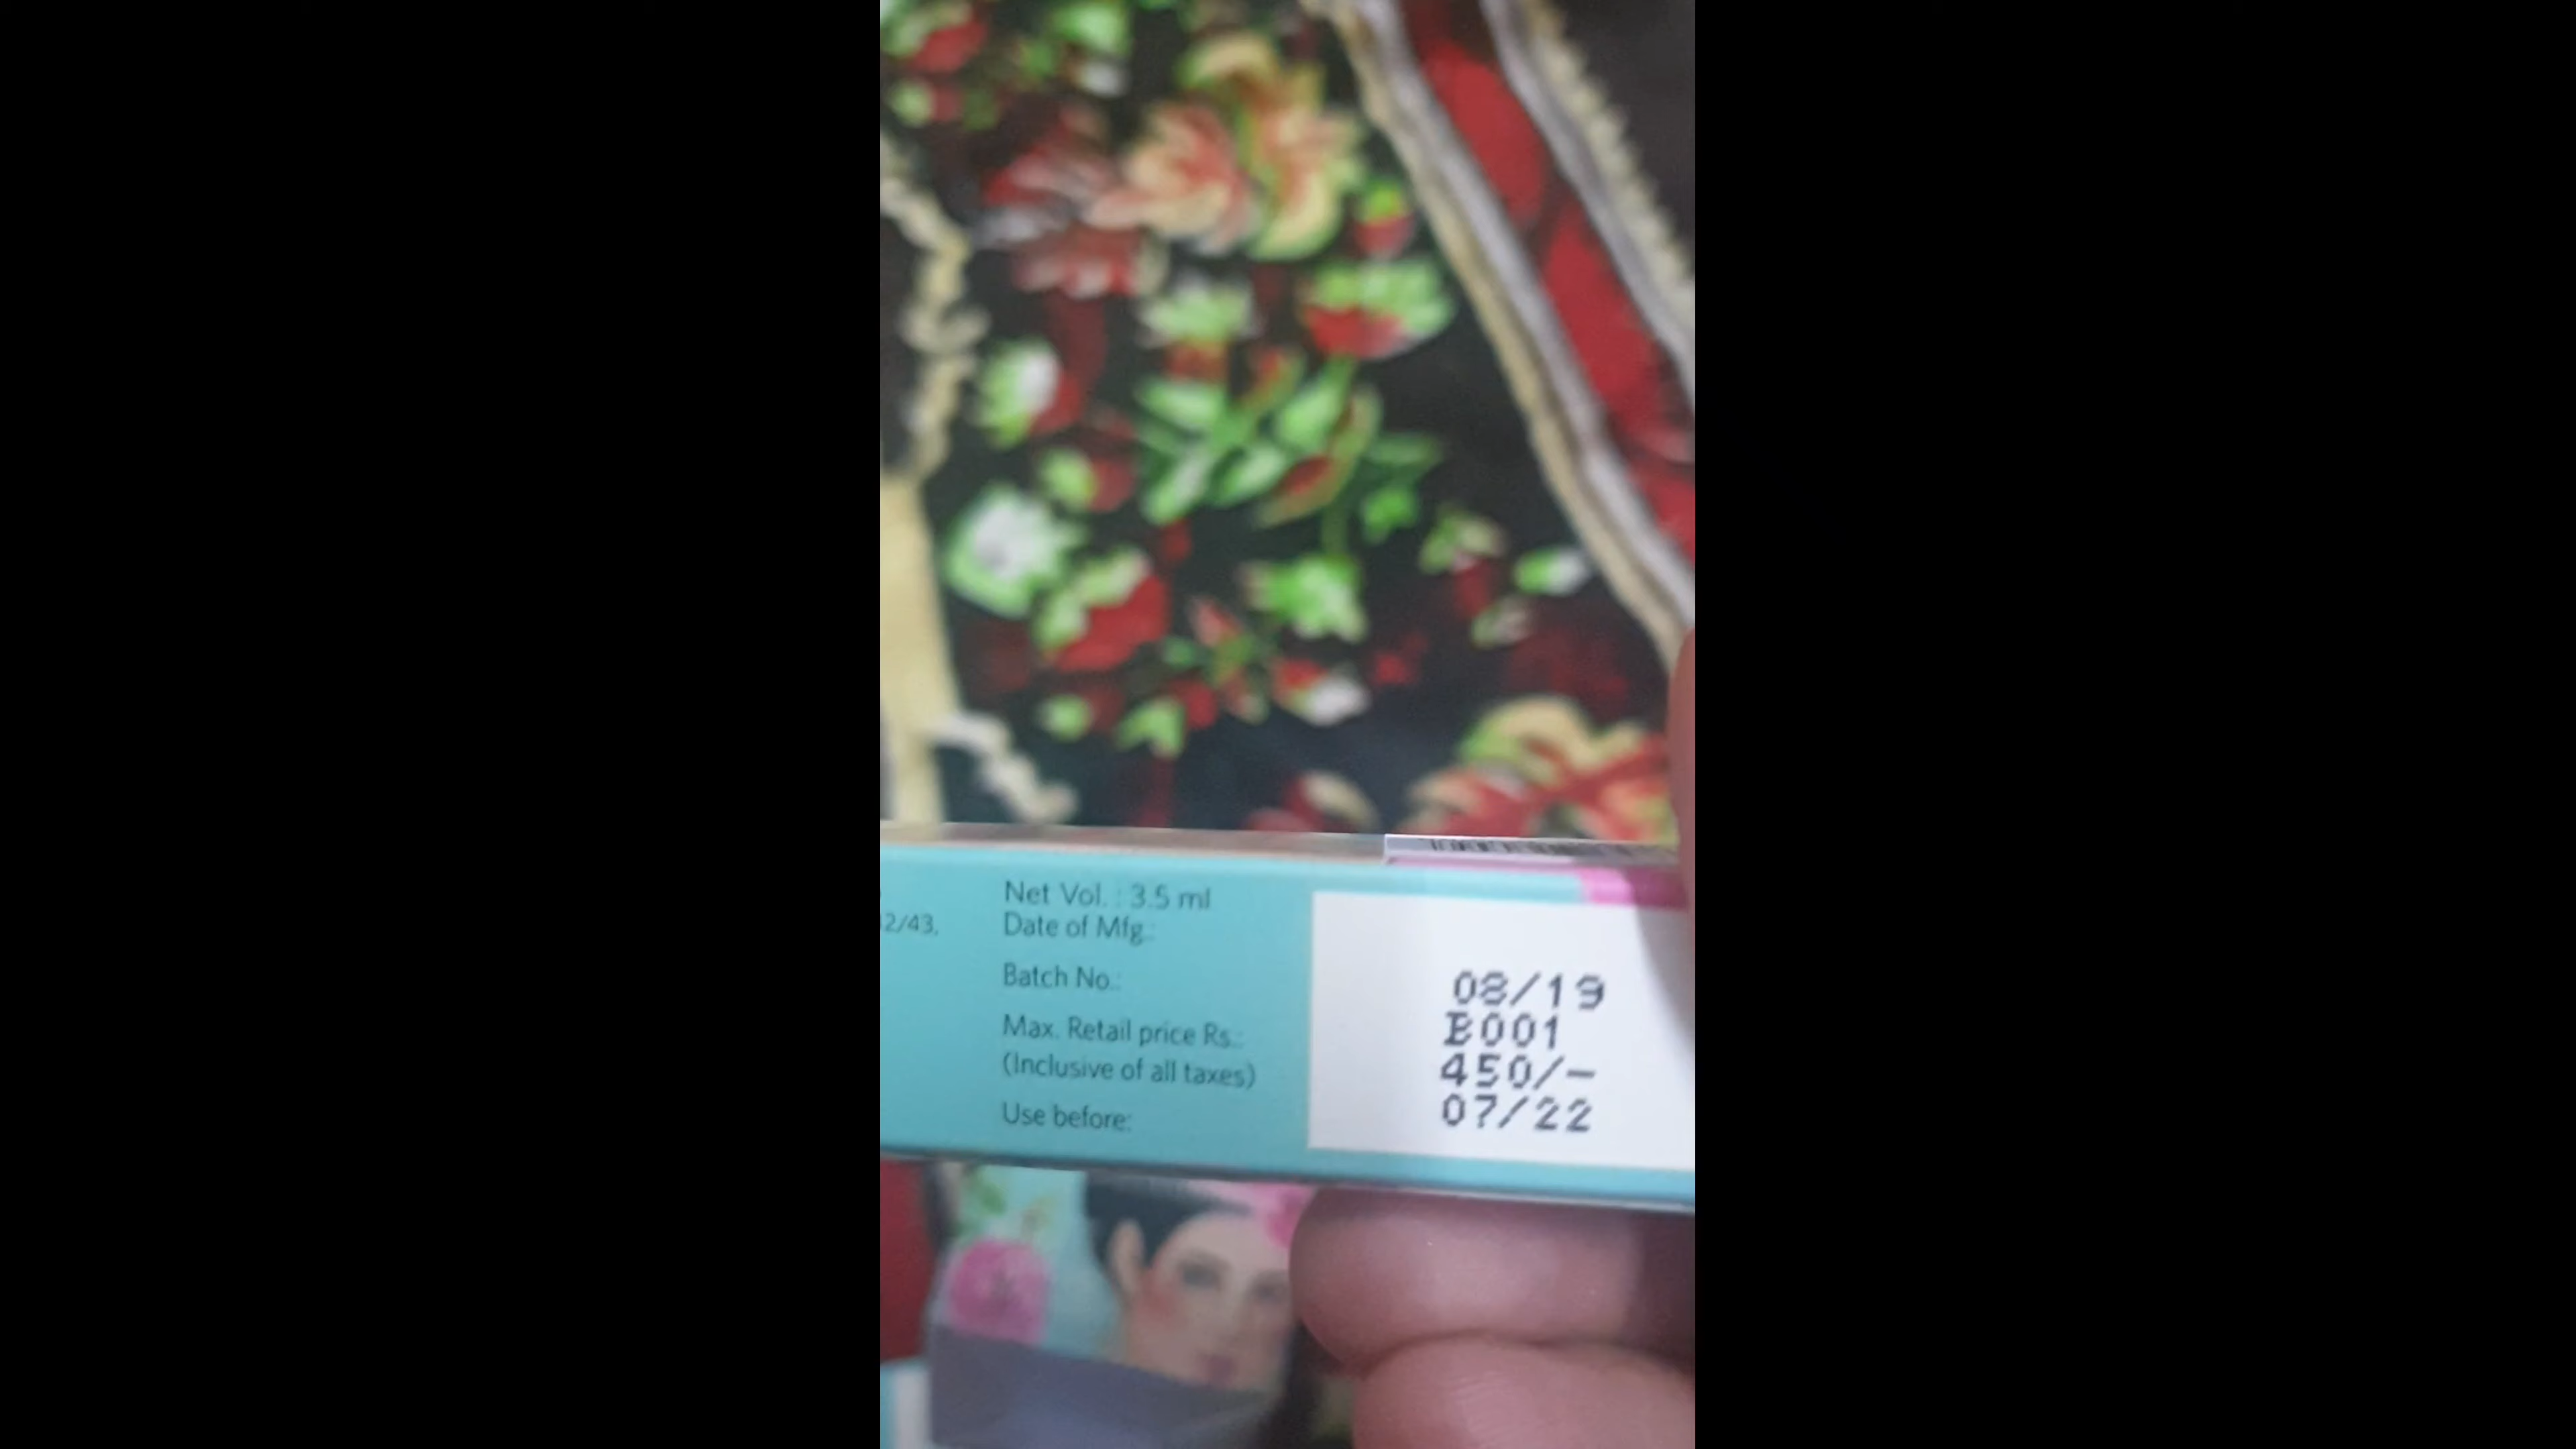 2/43,
Net Vol. : 3.5 ml
Date of Mfg.:
Batch No.:
Max. Retail price Rs.:
(Inclusive of all taxes)
Use before:
08/19
B001
450/-
07/22